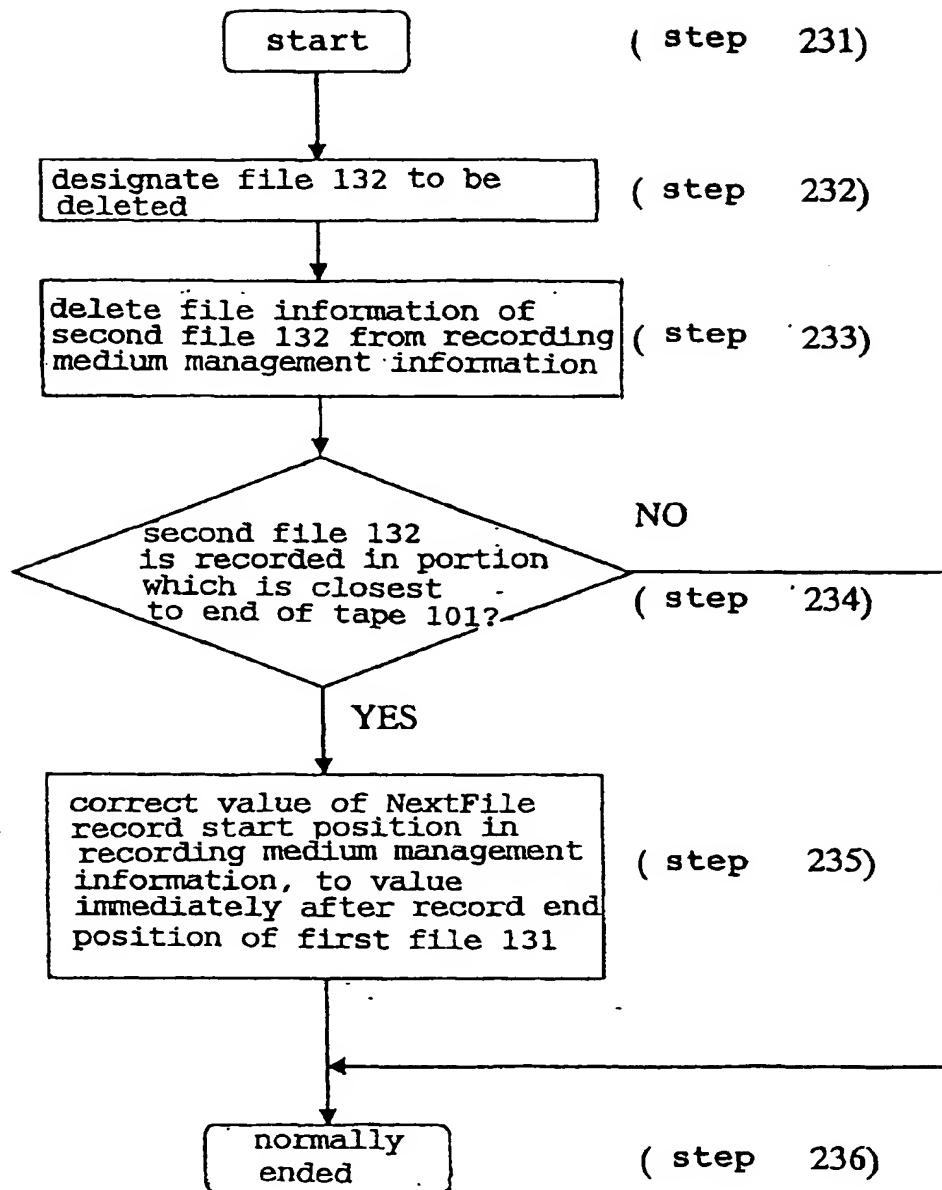 start
( step 231)
designate file 132 to be
deleted
( step 232)
delete file information of
second file 132 from recording
medium management information
( step 233)
second file 132
is recorded in portion
which is closest
to end of tape 101?
NO
( step 234)
YES
correct value of NextFile
record start position in
recording medium management
information, to value
immediately after record end
position of first file 131
( step 235)
normally
ended
( step 236)